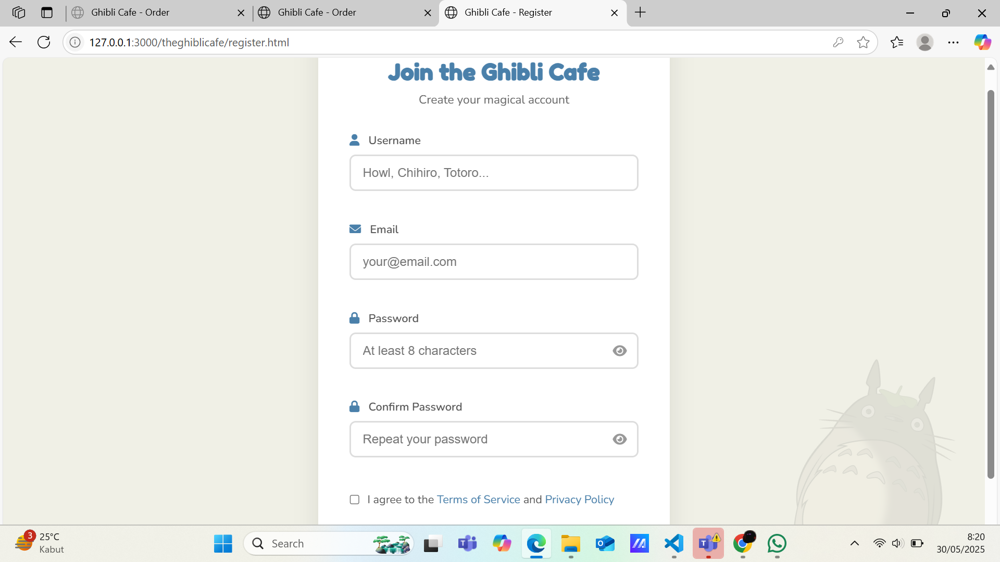 Ghibli Cafe - Order
Ghibli Cafe - Order
Ghibli Cafe - Register
127.0.0.1:3000/theghiblicafe/register.html
Join the Ghibli Cafe
Create your magical account
Username
Howl, Chihiro, Totoro...
Email
your@email.com
Password
At least 8 characters
Confirm Password
Repeat your password
I agree to the Terms of Service and Privacy Policy
3
25°C
Kabut
Search
8:20
30/05/2025